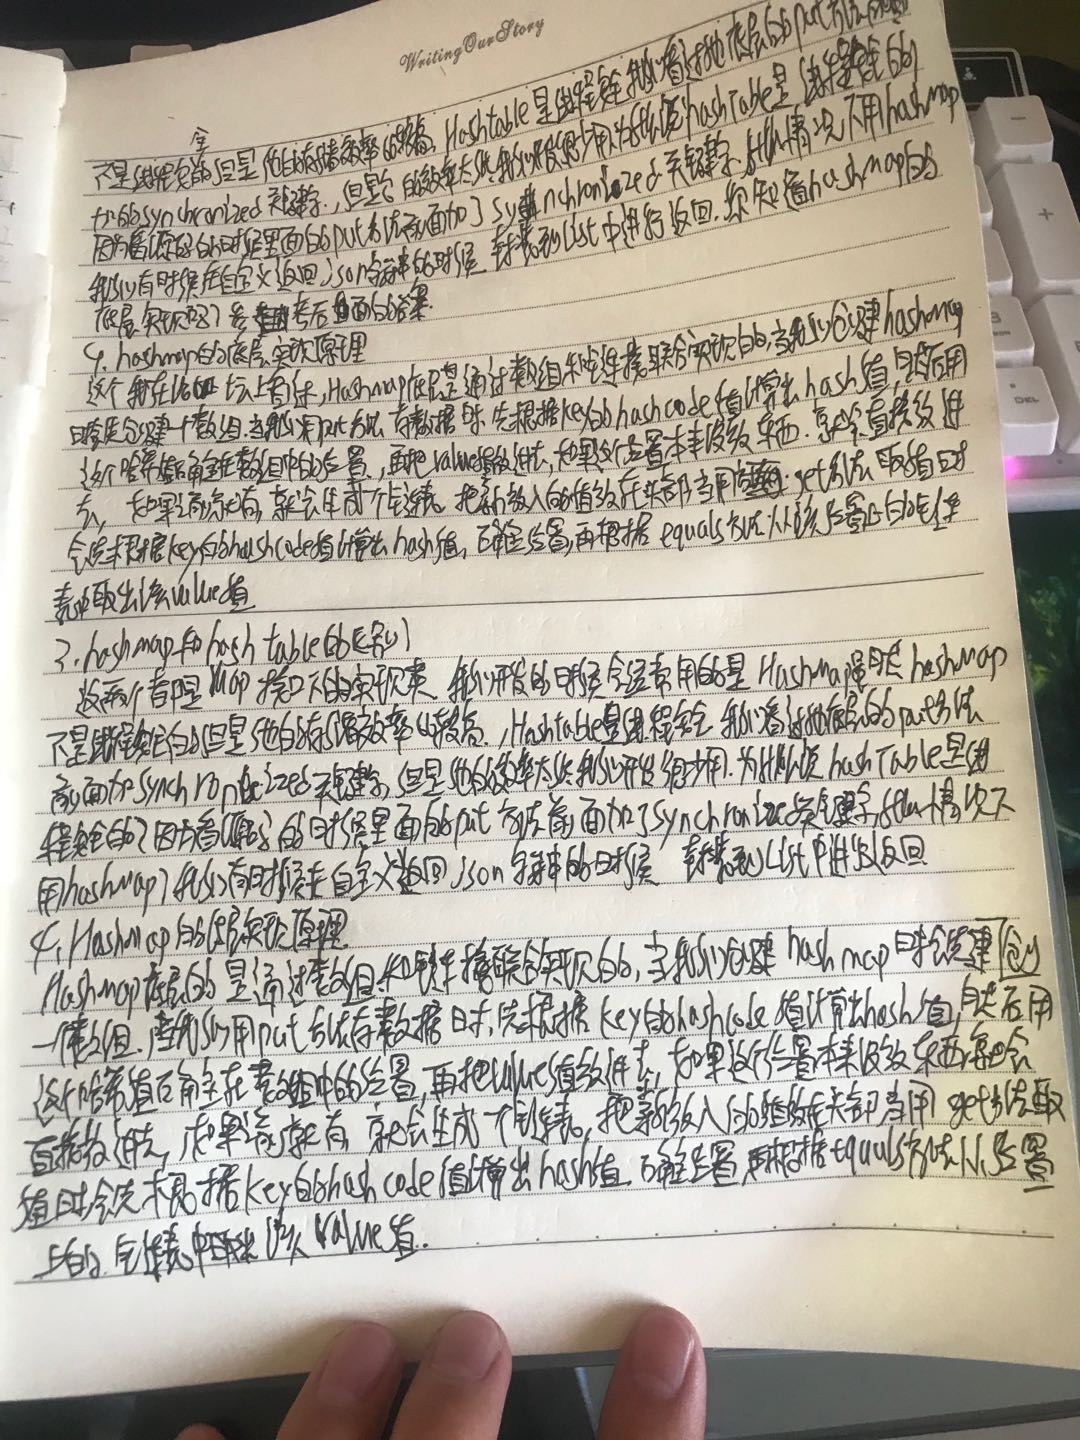 WritingOurStory
不是线程安全的但是他的存储效率比较高,Hashtable是线程安全 我们看过他底层的put方法前面
加的synchronized关键字,但是它的效率太低我们开发很少用 为什么说hashTable是线程安全的
因为看源码的时候里面的put方法前面加了synchronized关键字,什么情况下用hashmap
我们有时候在自定义返回json字符串的时候 封装到List中进行返回.你知道hashmap的
底层实现吗? 参考后面的答案
4. hashmap的底层实现原理
这个我在 论坛上看过,Hashmap底层是通过数组和链表联合实现的,当我们创建hashmap
时会先创建一个数组.当我们用put方法存数据时 先根据key的hashcode值计算出hash值,然后用
这个哈希值确定在数组中的位置,再把value值放进去,如果这个位置本来没放东西.就会直接放进
去,如果之前就有,就会生成一个链表 把新放入的值放在头部当用 get方法取值时
会先根据key的hashcode值计算出hash值,确定位置,再根据equals方法从该位置上的链
表中取出该value值
3.hashmap和hash table的区别?
这两个都是Map接口下的实现类 我们开发的时候会经常用的是Hashmap虽然hashmap
不是线程安全的但是他的存储效率比较高,Hashtable是线程安全 我们看过他底层的put方法
前面加synchronized关键字,但是他的效率太低我们开发很少用.为什么说hashTable是线
程安全的?因为看源码的时候里面的put方法前面加了synchronized关键字,什么情况下
用hashmap?我们有时候在自定义返回json字符串的时候 封装到List中进行返回
4. Hashmap的底层实现原理
Hashmap底层的是通过数组和链表联合实现的,当我们创建hashmap时会先建
一个数组.当我们用put方法存数据时,先根据key的hashcode值计算出hash值,然后用
这个哈希值确定在数组中的位置,再把value值放进去,如果这个位置本来没放东西,就会
直接放进去,如果之前就有 就会生成一个链表,把新放入的值放在头部当用get方法取
值时会先根据key的hashcode值计算出hash值 确定位置,再根据equals方法从位置
上的链表中取出该value值.